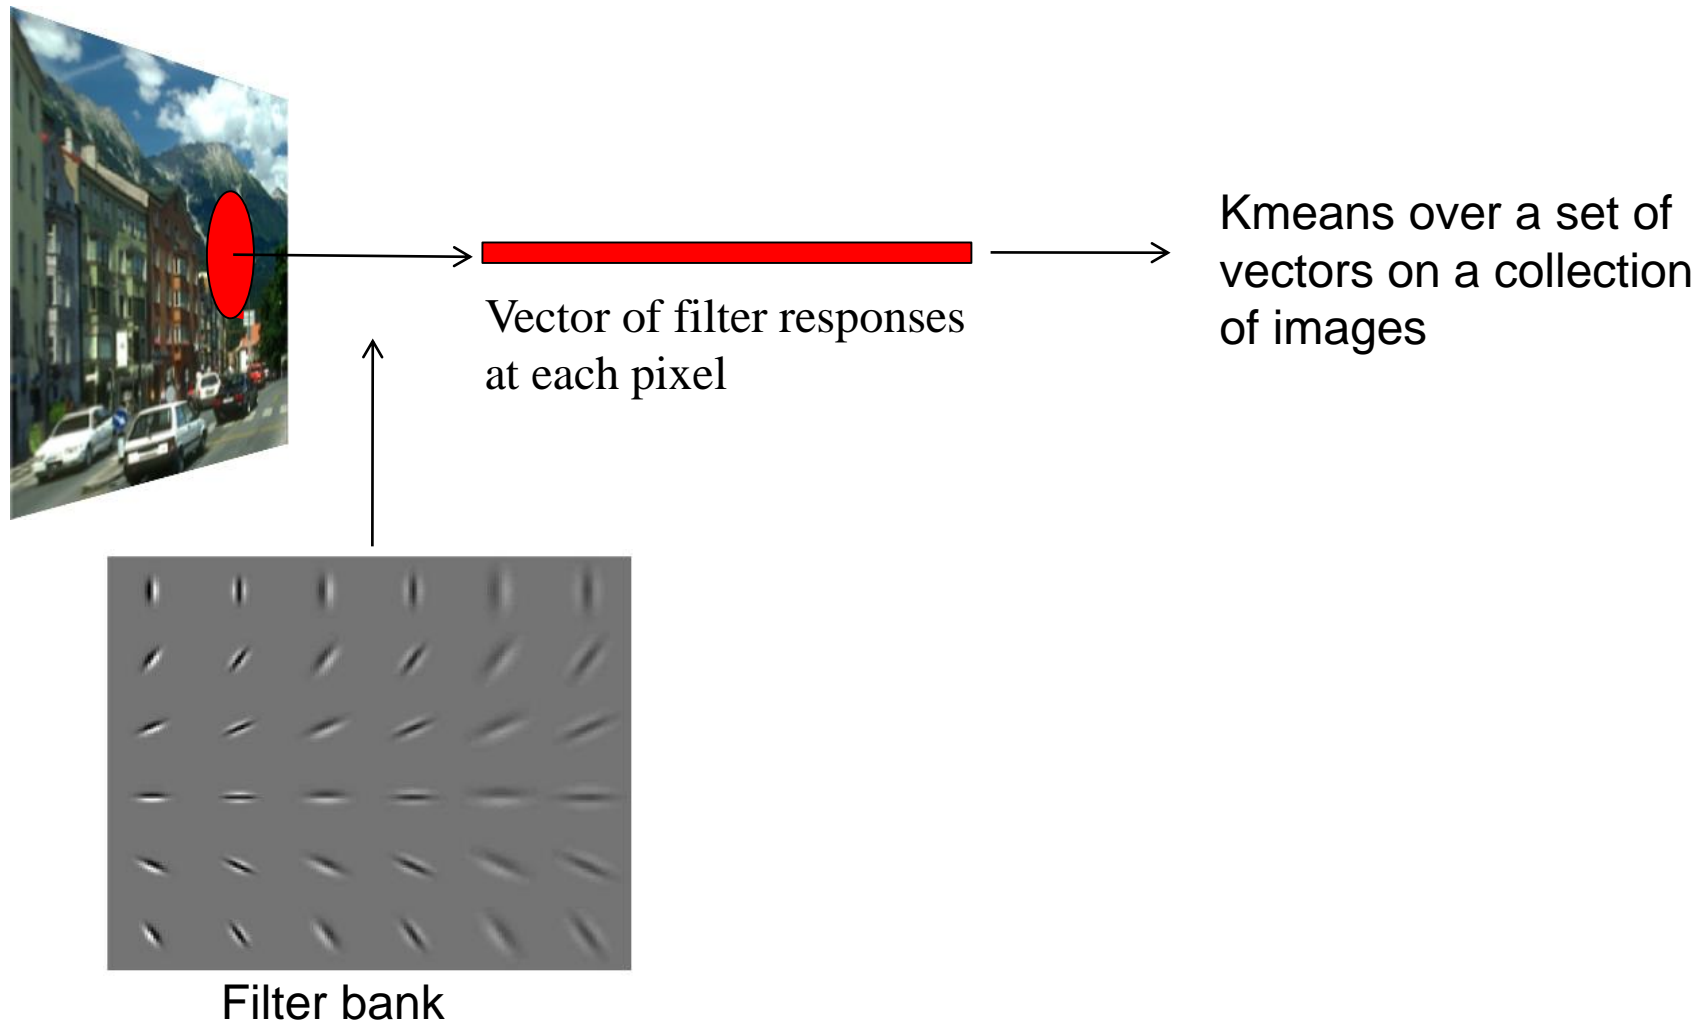 Kmeans over a set of
vectors on a collection
of images
Vector of filter responses
at each pixel
Filter bank